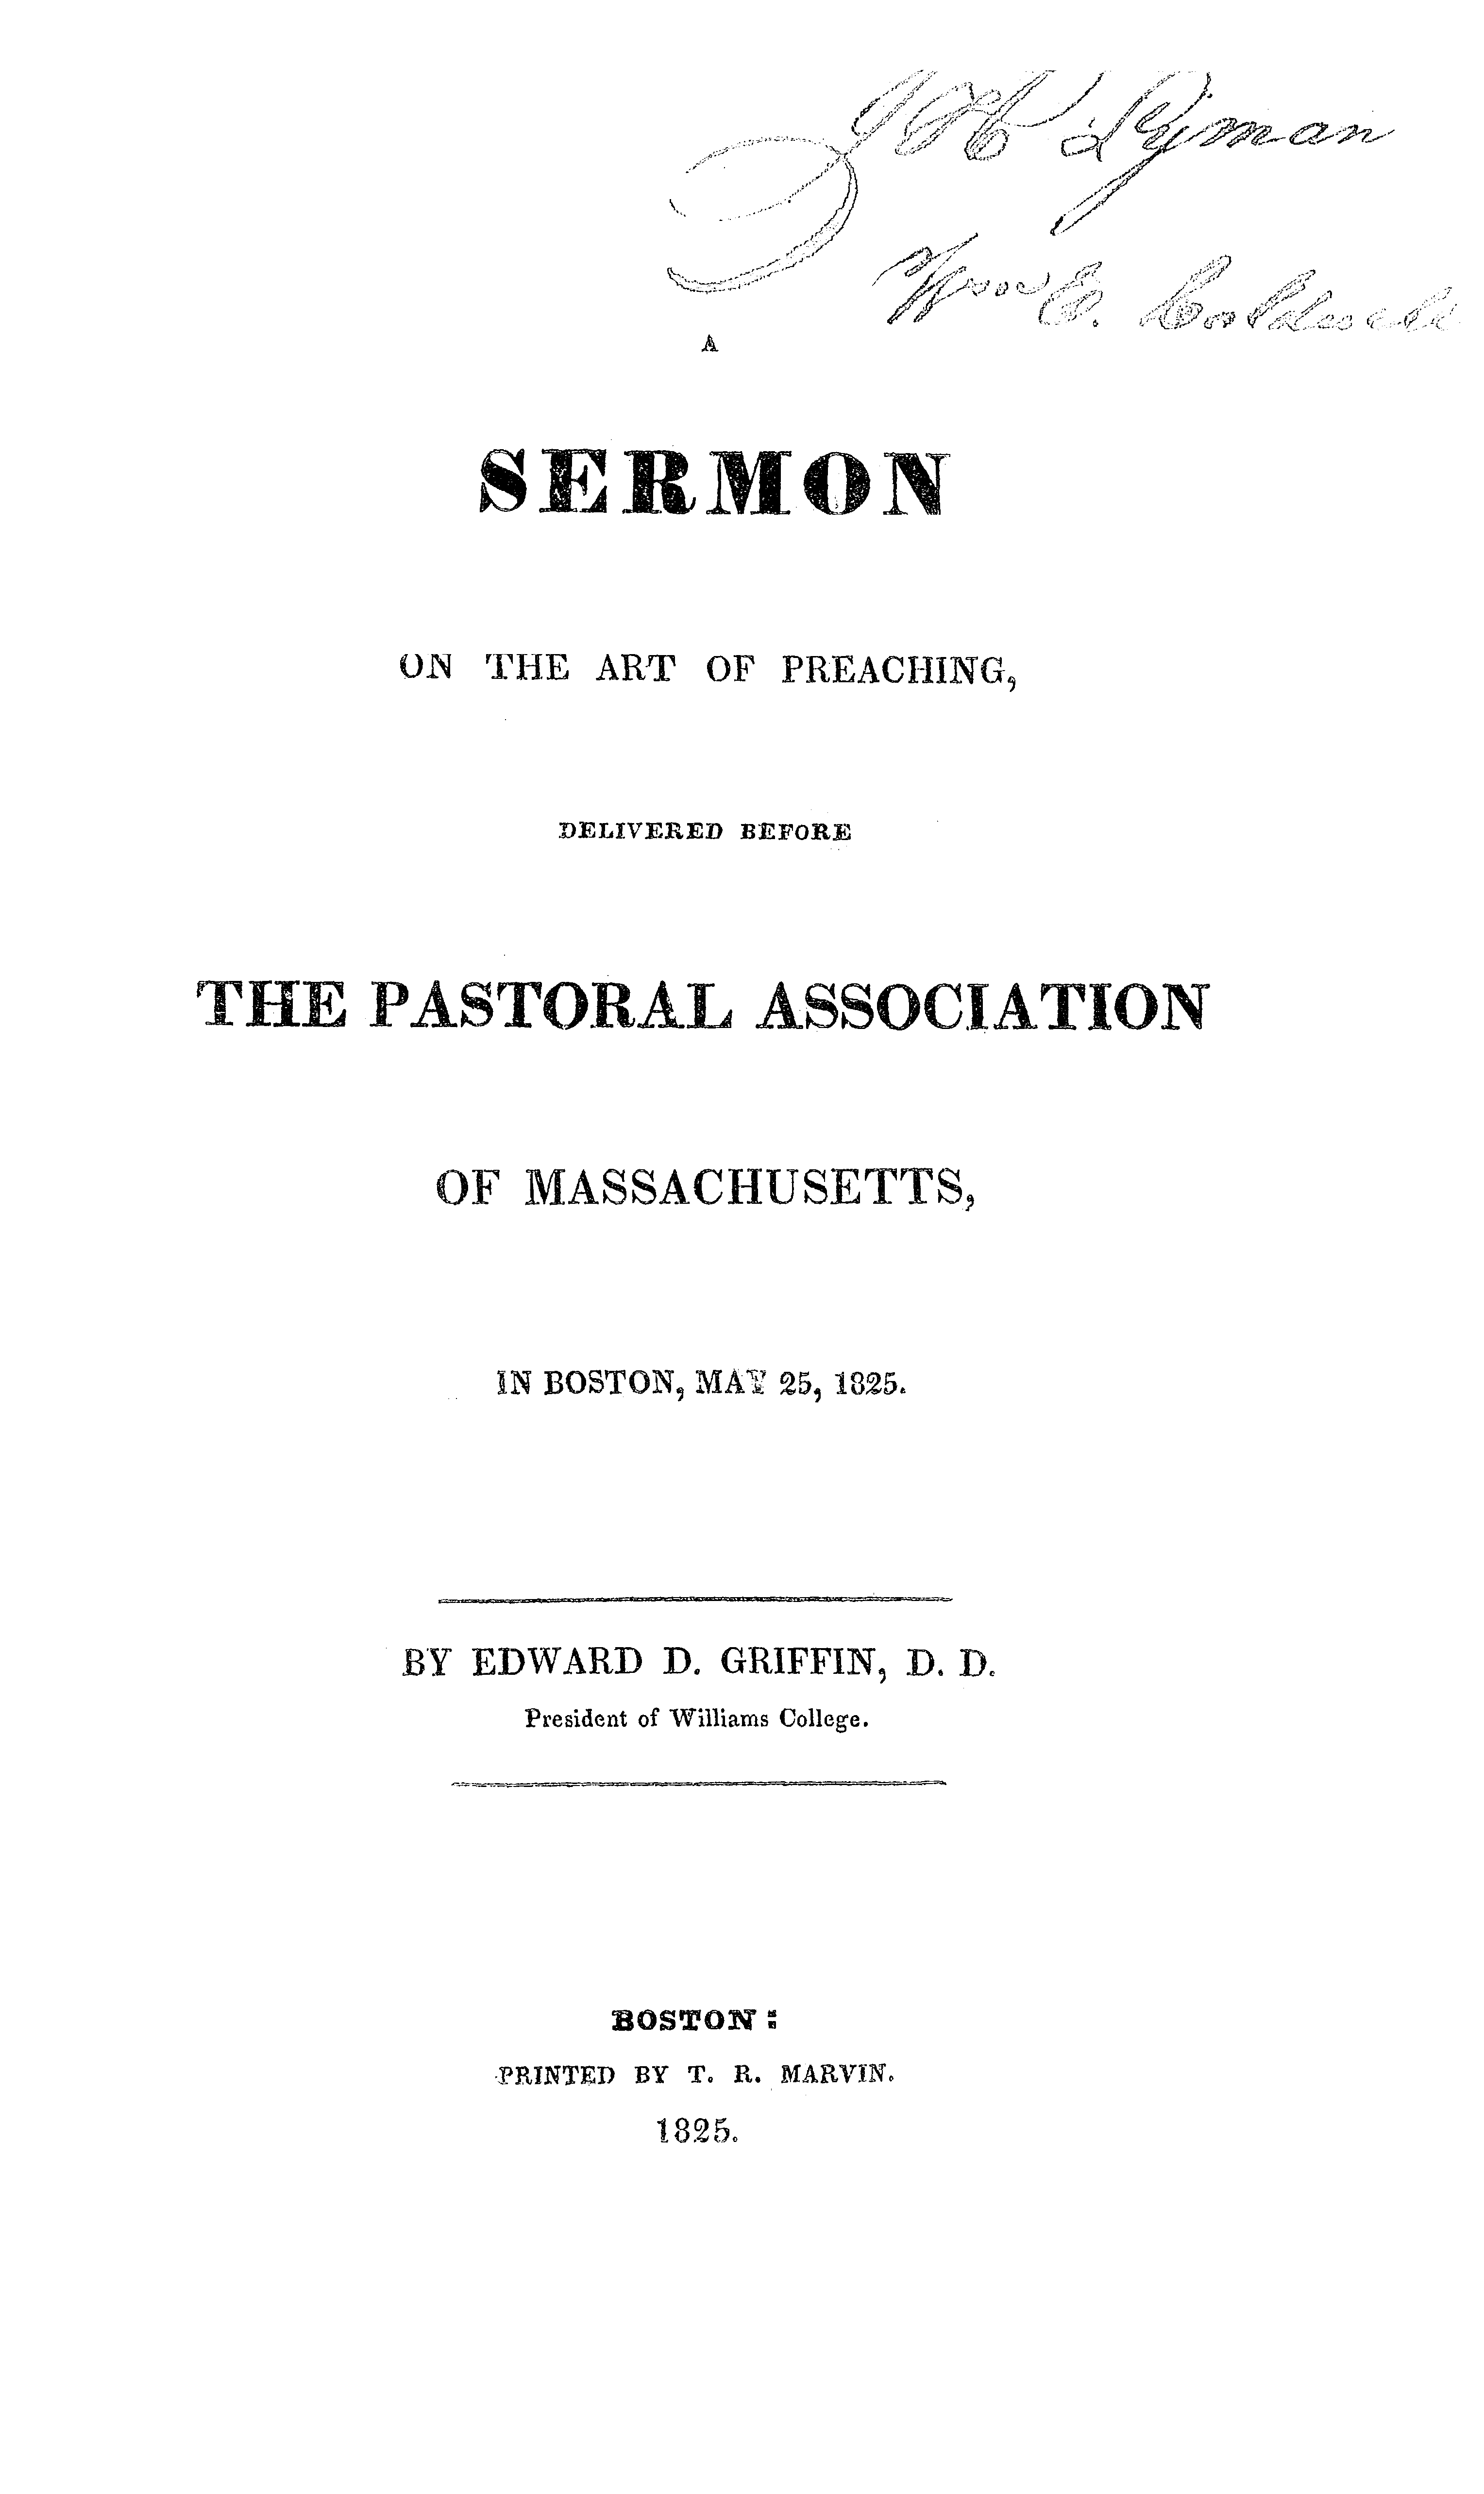 Lyman
Wm E.
A
SERMON
ON THE ART OF PREACHING,
DELIVERED BEFORE
THE PASTORAL ASSOCIATION
OF MASSACHUSETTS,
IN BOSTON, MAY 25, 1825.
BY EDWARD D. GRIFFIN, D. D.
President of Williams College.
BOSTON:
PRINTED BY T. R. MARVIN.
1825.